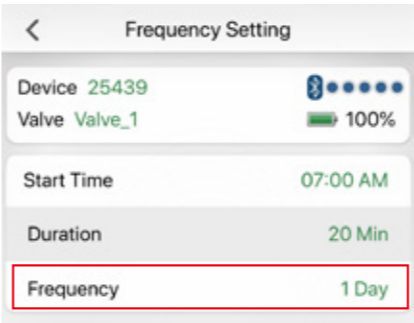 Frequency Setting
Device 25439
Valve Valve_1 100%
Start Time 07:00 AM
Duration 20 Min
Frequency 1 Day